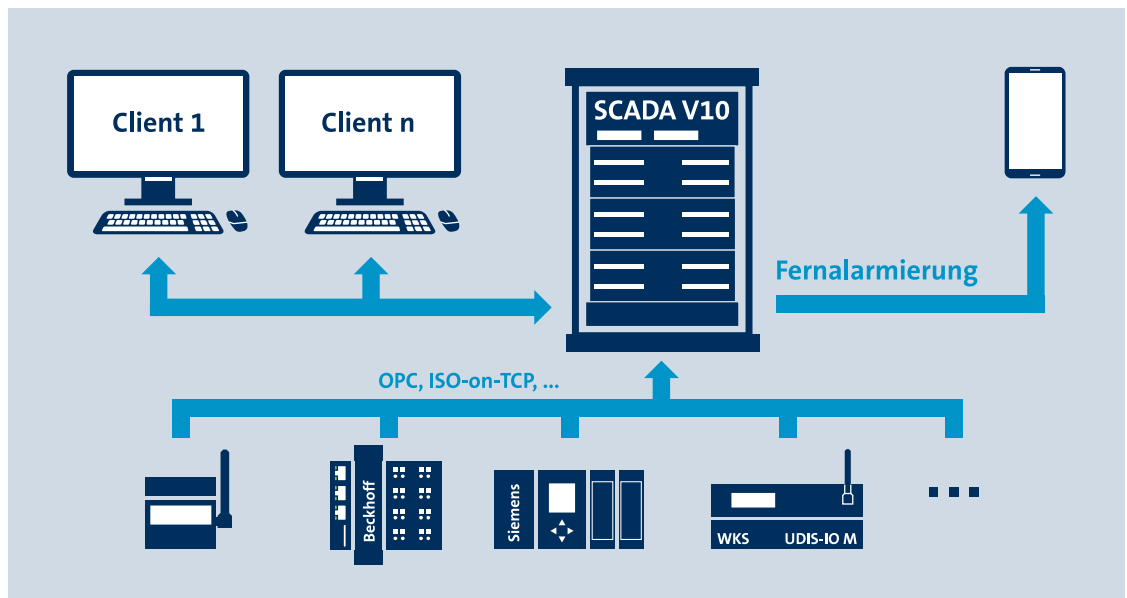 Client 1
Client n
SCADA V10
Fernalarmierung
OPC, ISO-on-TCP, ...
Beckhoff
Siemens
WKS UDIS-IO M